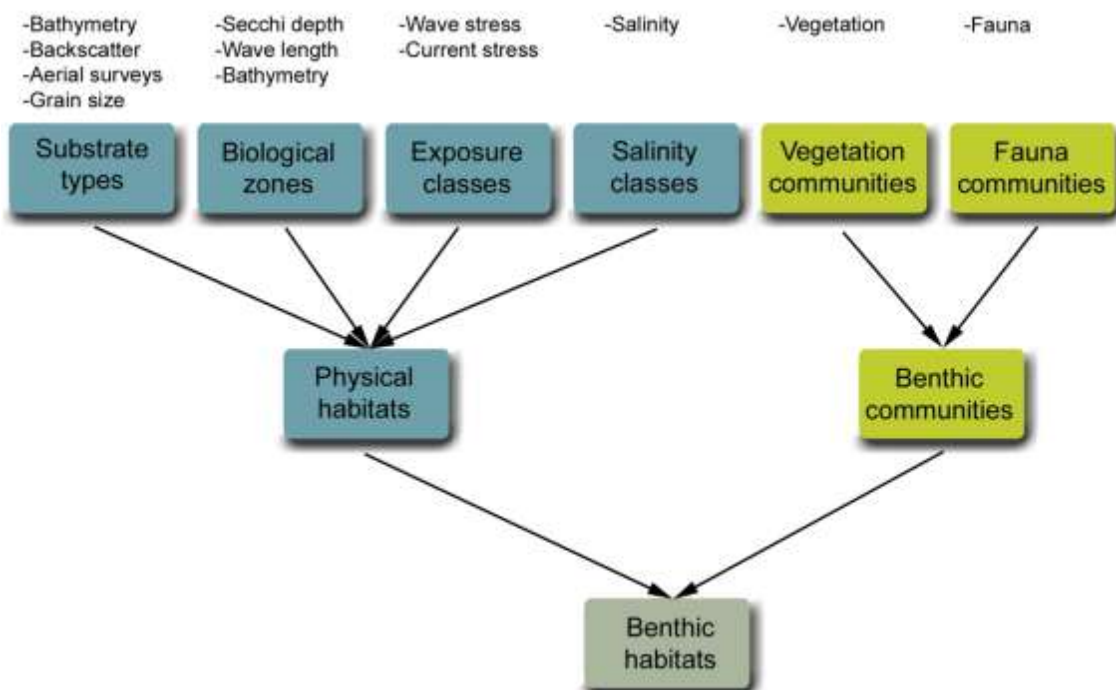 -Bathymetry
-Backscatter
-Aerial surveys
-Grain size
-Secchi depth
-Wave length
-Bathymetry
-Wave stress
-Current stress
-Salinity
-Vegetation
-Fauna
Substrate
types
Biological
zones
Exposure
classes
Salinity
classes
Vegetation
communities
Fauna
communities
Physical
habitats
Benthic
communities
Benthic
habitats